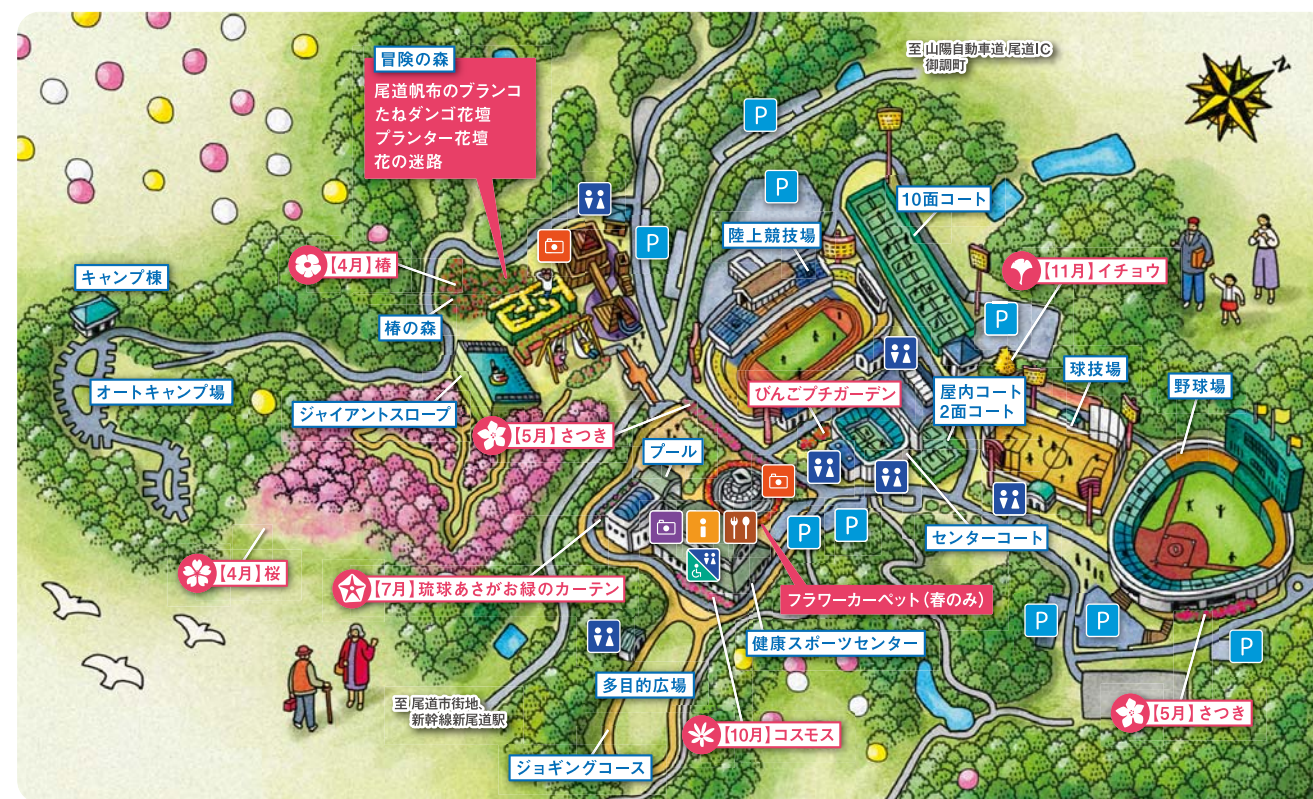 至 山陽自動車道 尾道IC
御調町
N
冒険の森
尾道帆布のブランコ
たねダンゴ花壇
プランター花壇
花の迷路
P
P
P
10面コート
陸上競技場
【4月】椿
【11月】イチョウ
キャンプ棟
椿の森
P
球技場
野球場
オートキャンプ場
ジャイアントスロープ
びんごプチガーデン
屋内コート
2面コート
【5月】さつき
プール
i
P
P
センターコート
【4月】桜
【7月】琉球あさがお緑のカーテン
フラワーカーペット(春のみ)
P
P
P
健康スポーツセンター
多目的広場
至 尾道市街地、
新幹線新尾道駅
【5月】さつき
【10月】コスモス
ジョギングコース